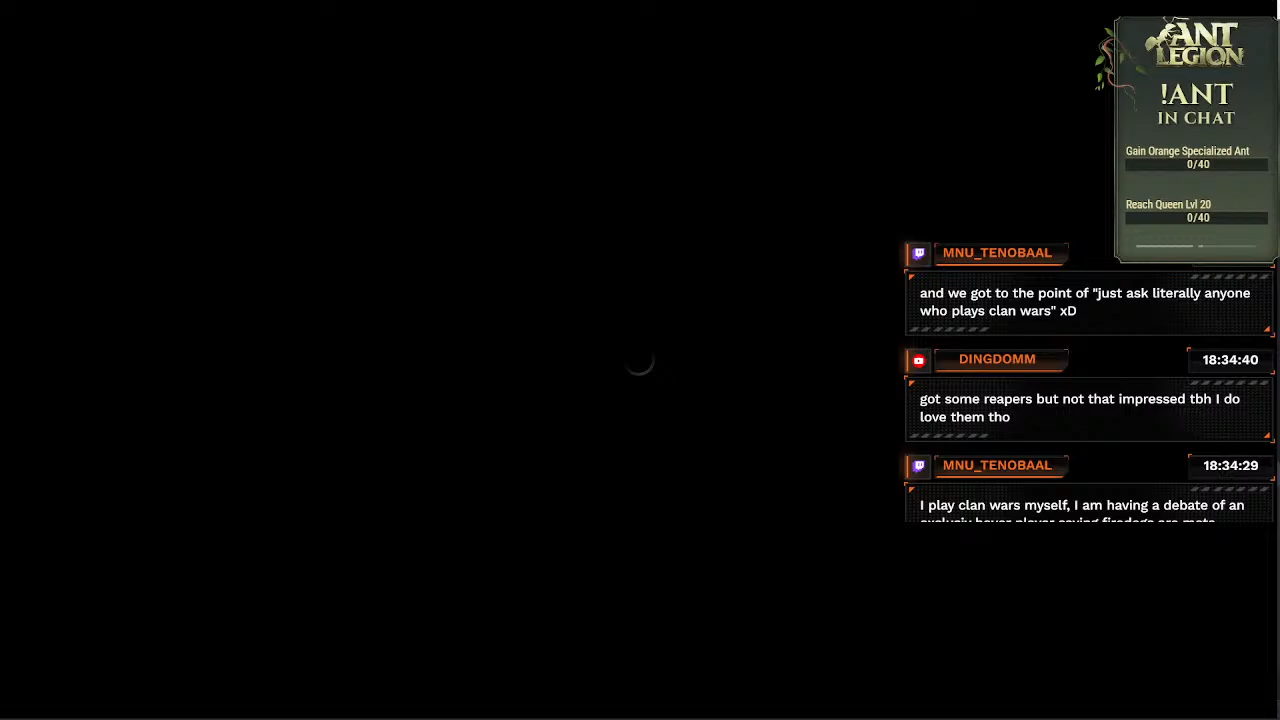 ANT
LEGION
!ANT
IN CHAT
Gain Orange Specialized Ant
0/40
Reach Queen Lvl 20
0/40
MNU_TENOBAAL
and we got to the point of "just ask literally anyone
who plays clan wars" xD
DINGDOMM
18:34:40
got some reapers but not that impressed tbh I do
love them tho
MNU_TENOBAAL
18:34:29
I play clan wars myself, I am having a debate of an